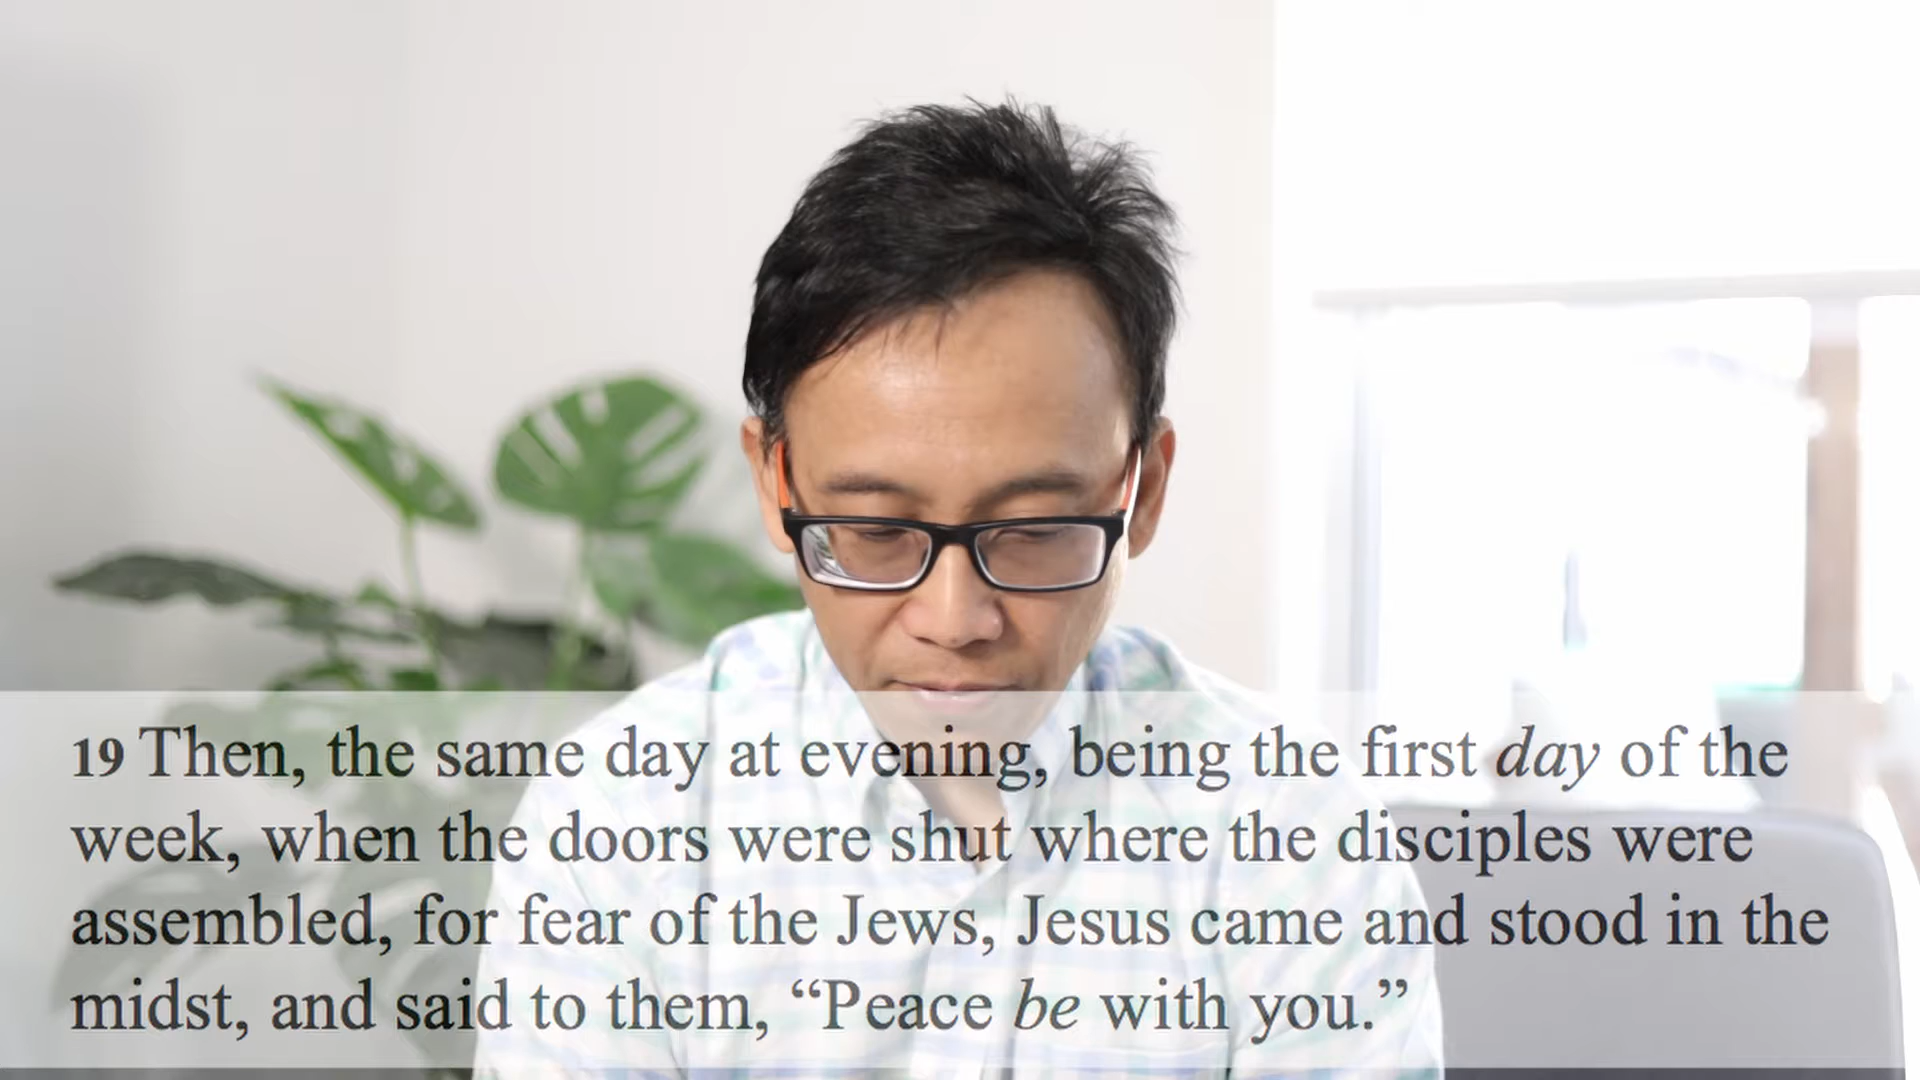 19 Then, the same day at evening, being the first day of the
week, when the doors were shut where the disciples were
assembled, for fear of the Jews, Jesus came and stood in the
midst, and said to them, “Peace be with you.”